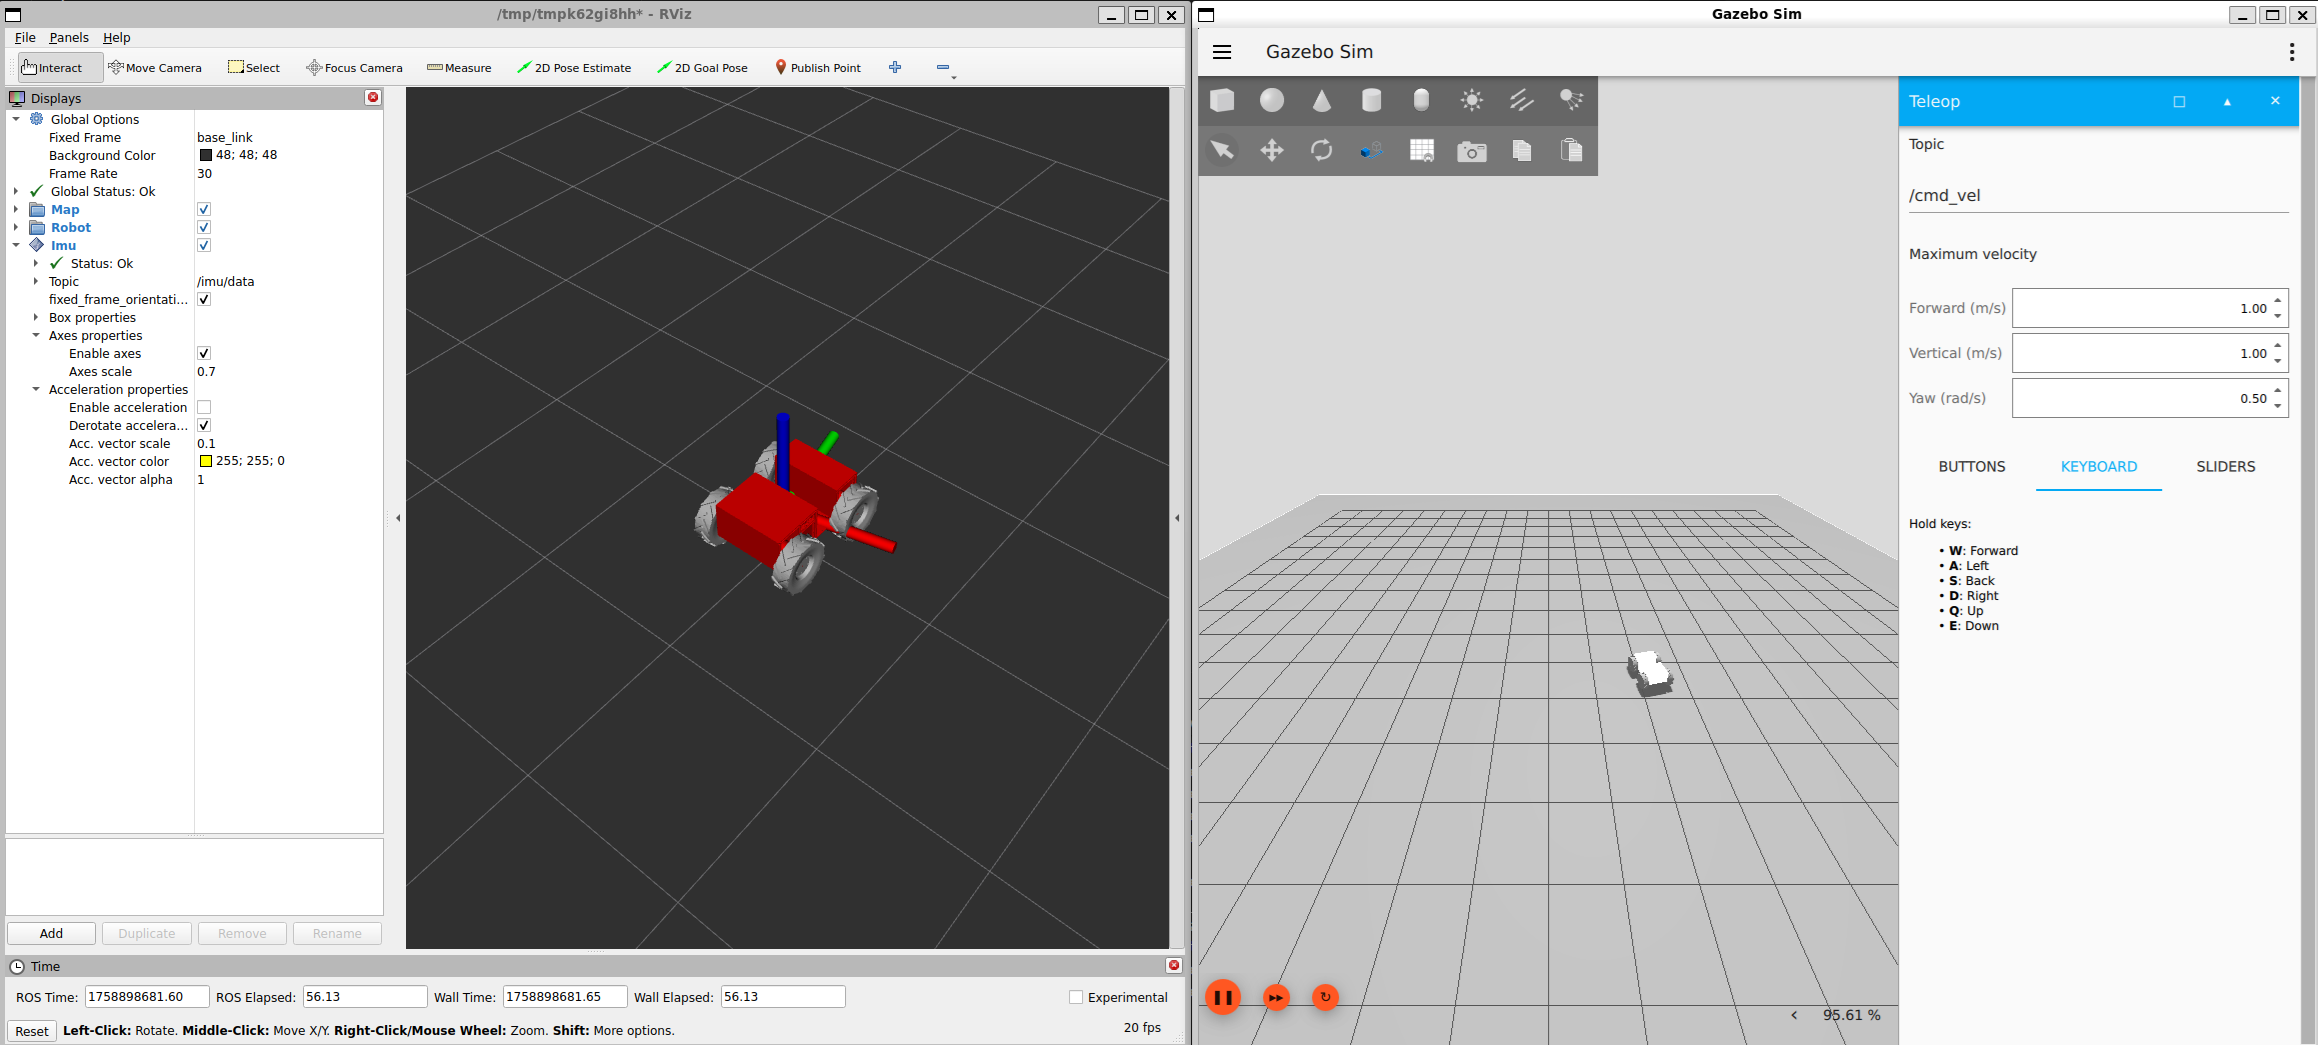 /tmp/tmpk62gi8hh* - RViz
File Panels Help
Interact Move Camera Select Focus Camera Measure 2D Pose Estimate 2D Goal Pose Publish Point
Displays
Global Options
Fixed Frame base_link
Background Color 48; 48; 48
Frame Rate 30
Global Status: Ok
Map
Robot
Imu
Status: Ok
Topic /imu/data
fixed_frame_orientati...
Box properties
Axes properties
Enable axes
Axes scale 0.7
Acceleration properties
Enable acceleration
Derotate accelera...
Acc. vector scale 0.1
Acc. vector color 255; 255; 0
Acc. vector alpha 1
Add Duplicate Remove Rename
Time
ROS Time: 1758898681.60 ROS Elapsed: 56.13 Wall Time: 1758898681.65 Wall Elapsed: 56.13 Experimental
Reset Left-Click: Rotate. Middle-Click: Move X/Y. Right-Click/Mouse Wheel: Zoom. Shift: More options. 20 fps
Gazebo Sim
Gazebo Sim
Teleop
Topic
/cmd_vel
Maximum velocity
Forward (m/s) 1.00
Vertical (m/s) 1.00
Yaw (rad/s) 0.50
BUTTONS KEYBOARD SLIDERS
Hold keys:
• W: Forward
• A: Left
• S: Back
• D: Right
• Q: Up
• E: Down
95.61 %